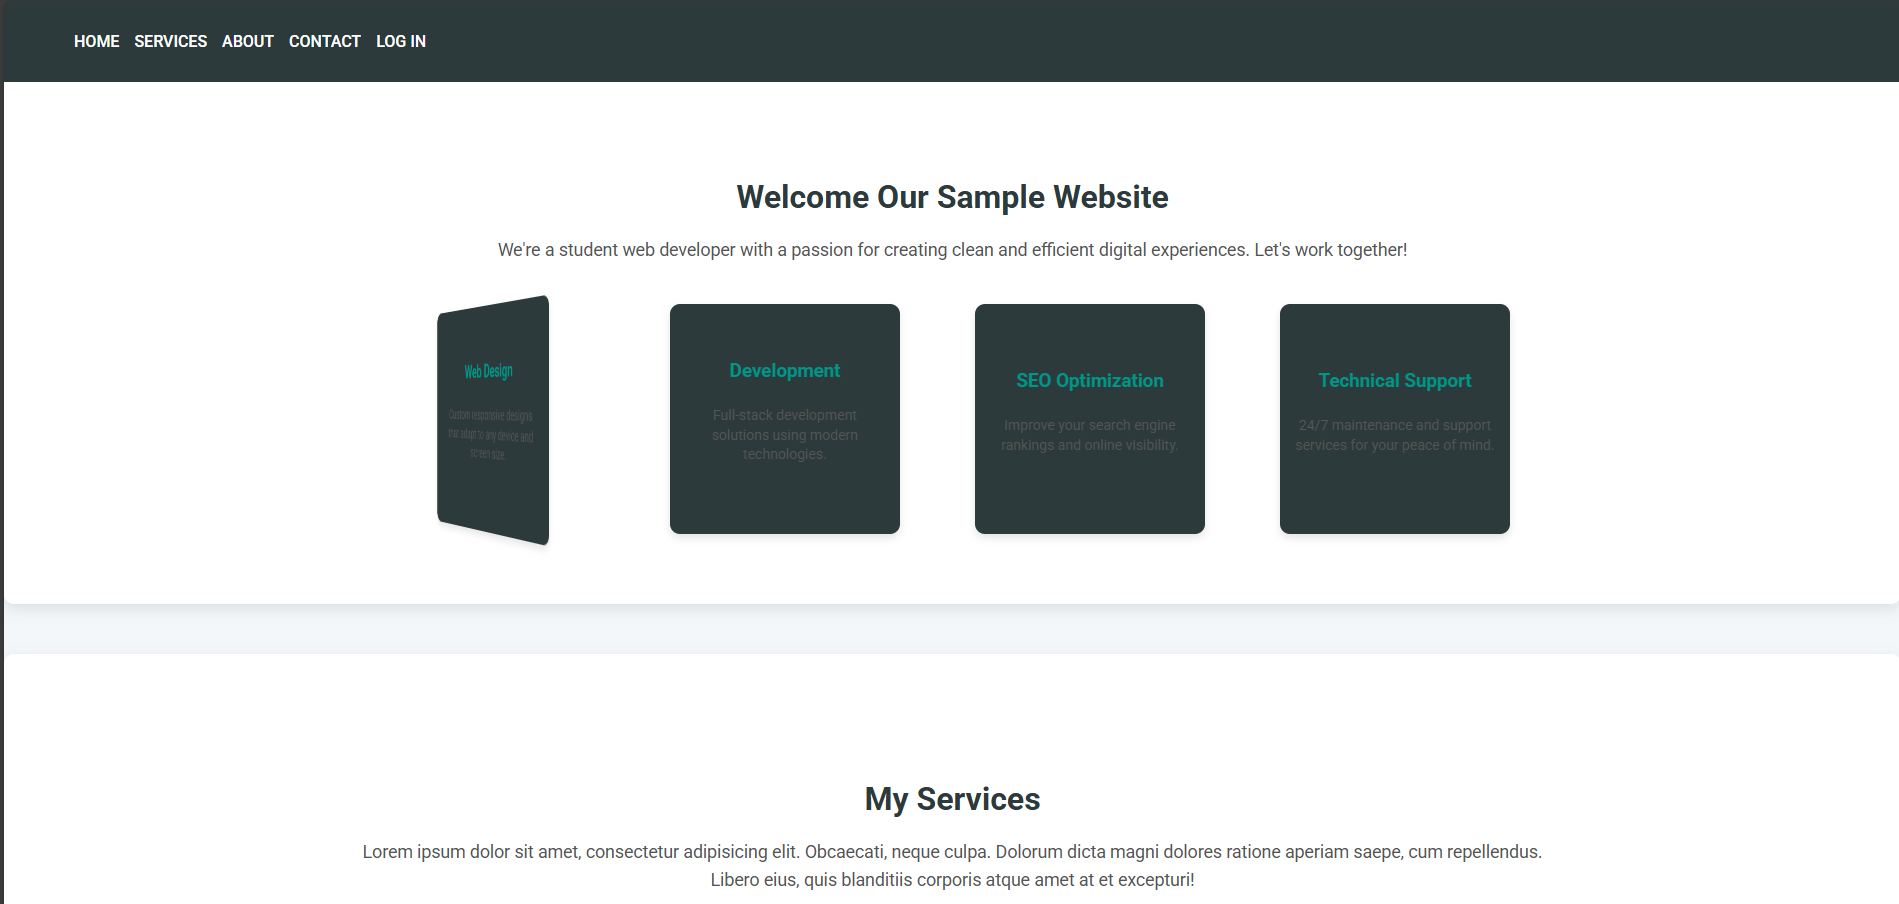 HOME SERVICES ABOUT CONTACT LOG IN
Welcome Our Sample Website
We're a student web developer with a passion for creating clean and efficient digital experiences. Let's work together!
Web Design
Custom responsive designs
that adapt to any device and
screen size.
Development
Full-stack development
solutions using modern
technologies.
SEO Optimization
Improve your search engine
rankings and online visibility.
Technical Support
24/7 maintenance and support
services for your peace of mind.
My Services
Lorem ipsum dolor sit amet, consectetur adipisicing elit. Obcaecati, neque culpa. Dolorum dicta magni dolores ratione aperiam saepe, cum repellendus.
Libero eius, quis blanditiis corporis atque amet at et excepturi!